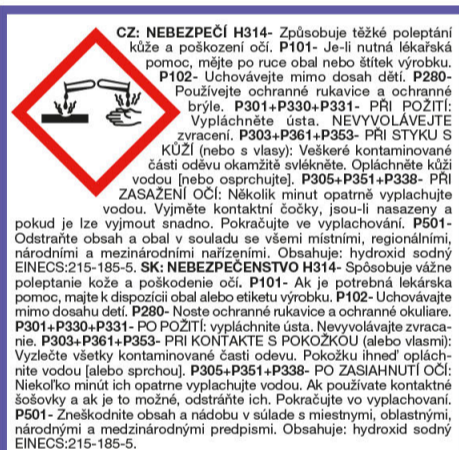 CZ: NEBEZPEČÍ H314- Způsobuje těžké poleptání
kůže a poškození očí. P101- Je-li nutná lékařská
pomoc, mějte po ruce obal nebo štítek výrobku.
P102- Uchovávejte mimo dosah dětí. P280-
Používejte ochranné rukavice a ochranné
brýle. P301+P330+P331- PŘI POŽITÍ:
Vypláchněte ústa. NEVYVOLÁVEJTE
zvracení. P303+P361+P353- PŘI STYKU S
KŮŽÍ (nebo s vlasy): Veškeré kontaminované
části oděvu okamžitě svlékněte. Opláchněte kůži
vodou [nebo osprchujte]. P305+P351+P338- PŘI
ZASAŽENÍ OČÍ: Několik minut opatrně vyplachujte
vodou. Vyjměte kontaktní čočky, jsou-li nasazeny a
pokud je lze vyjmout snadno. Pokračujte ve vyplachování. P501-
Odstraňte obsah a obal v souladu se všemi místními, regionálními,
národními a mezinárodními nařízeními. Obsahuje: hydroxid sodný
EINECS:215-185-5. SK: NEBEZPEČENSTVO H314- Spôsobuje vážne
poleptanie kože a poškodenie očí. P101- Ak je potrebná lekárska
pomoc, majte k dispozícii obal alebo etiketu výrobku. P102- Uchovávajte
mimo dosahu detí. P280- Noste ochranné rukavice a ochranné okuliare.
P301+P330+P331- PO POŽITÍ: vypláchnite ústa. Nevyvolávajte zvraca-
nie. P303+P361+P353- PRI KONTAKTE S POKOŽKOU (alebo vlasmi):
Vyzlečte všetky kontaminované časti odevu. Pokožku ihneď oplách-
nite vodou [alebo sprchou]. P305+P351+P338- PO ZASIAHNUTÍ OČÍ:
Niekoľko minút ich opatrne vyplachujte vodou. Ak používate kontaktné
šošovky a ak je to možné, odstráňte ich. Pokračujte vo vyplachovaní.
P501- Zneškodnite obsah a nádobu v súlade s miestnymi, oblastnými,
národnými a medzinárodnými predpismi. Obsahuje: hydroxid sodný
EINECS:215-185-5.